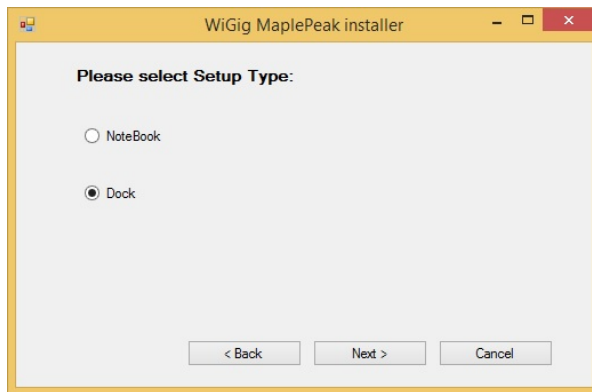 WiGig MaplePeak installer
Please select Setup Type:
NoteBook
Dock
< Back Next > Cancel